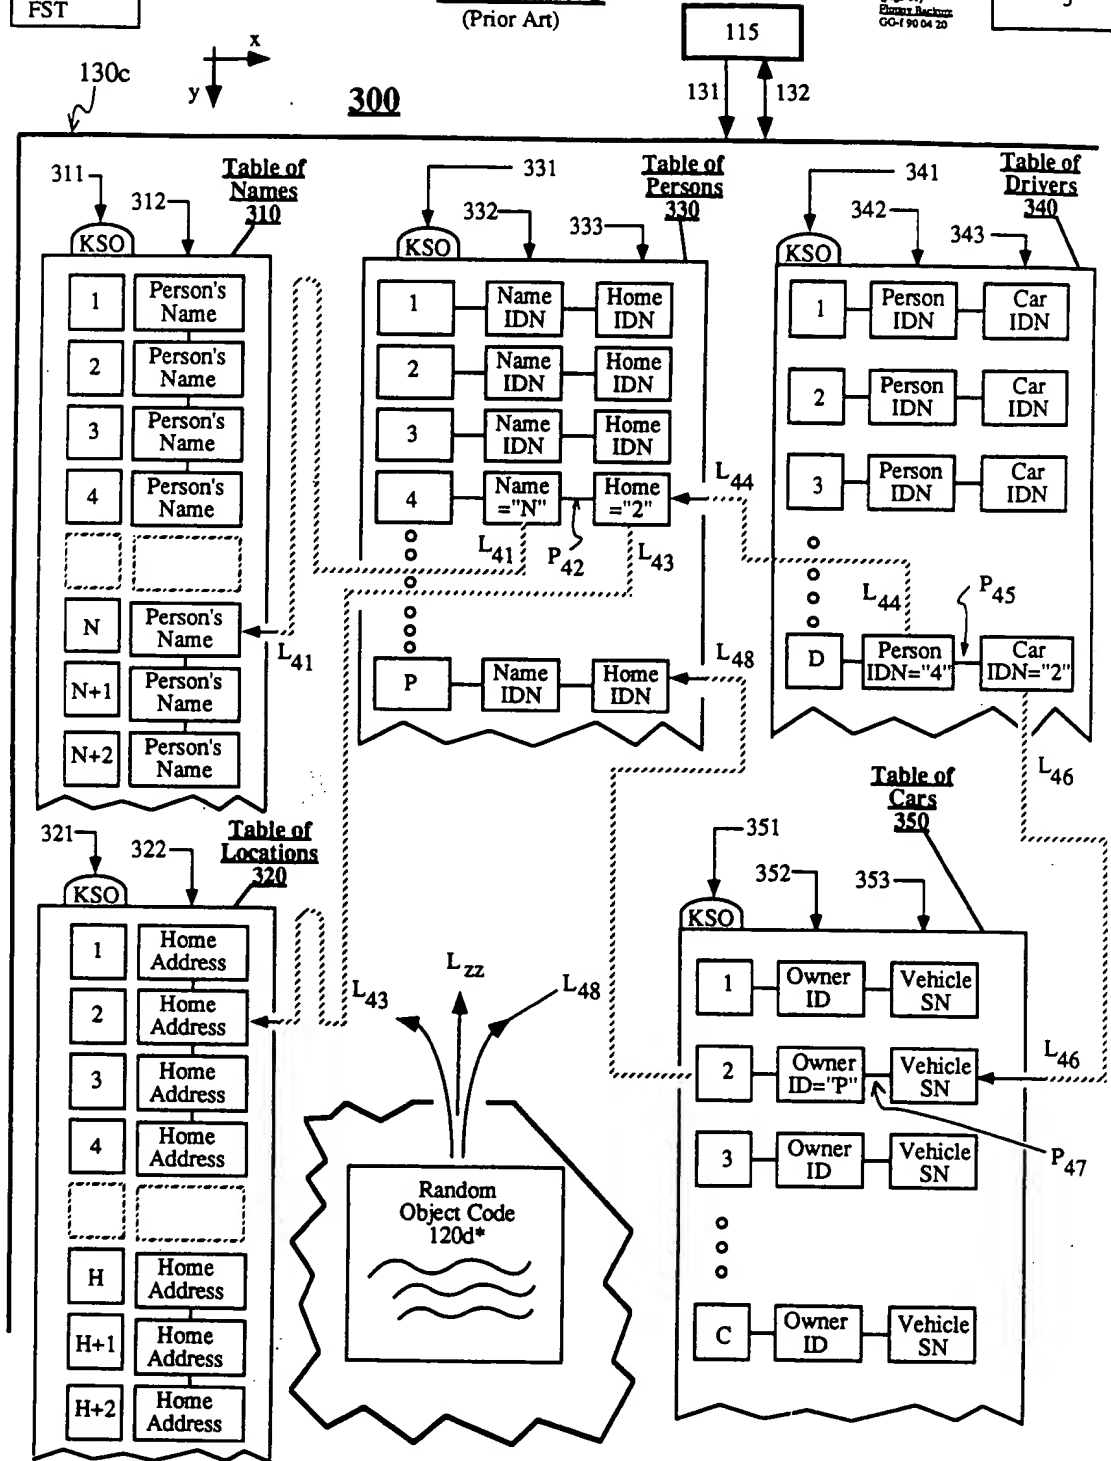 FST
(Prior Art)
Floppy Backup:
GG-f 90 04 20
115
x
y
130c
300
131
132
311
312
Table of
Names
310
KSO
1
Person's
Name
2
Person's
Name
3
Person's
Name
4
Person's
Name
N
Person's
Name
N+1
Person's
Name
N+2
Person's
Name
L41
331
332
333
Table of
Persons
330
KSO
1
Name
IDN
Home
IDN
2
Name
IDN
Home
IDN
3
Name
IDN
Home
IDN
4
Name
="N"
Home
="2"
L41
P42
L43
L44
P
Name
IDN
Home
IDN
L48
341
342
343
Table of
Drivers
340
KSO
1
Person
IDN
Car
IDN
2
Person
IDN
Car
IDN
3
Person
IDN
Car
IDN
L44
P45
D
Person
IDN="4"
Car
IDN="2"
L46
321
322
Table of
Locations
320
KSO
1
Home
Address
2
Home
Address
3
Home
Address
4
Home
Address
H
Home
Address
H+1
Home
Address
H+2
Home
Address
L43
Lzz
L48
Random
Object Code
120d*
Table of
Cars
350
351
352
353
KSO
1
Owner
ID
Vehicle
SN
2
Owner
ID="P"
Vehicle
SN
L46
3
Owner
ID
Vehicle
SN
P47
C
Owner
ID
Vehicle
SN